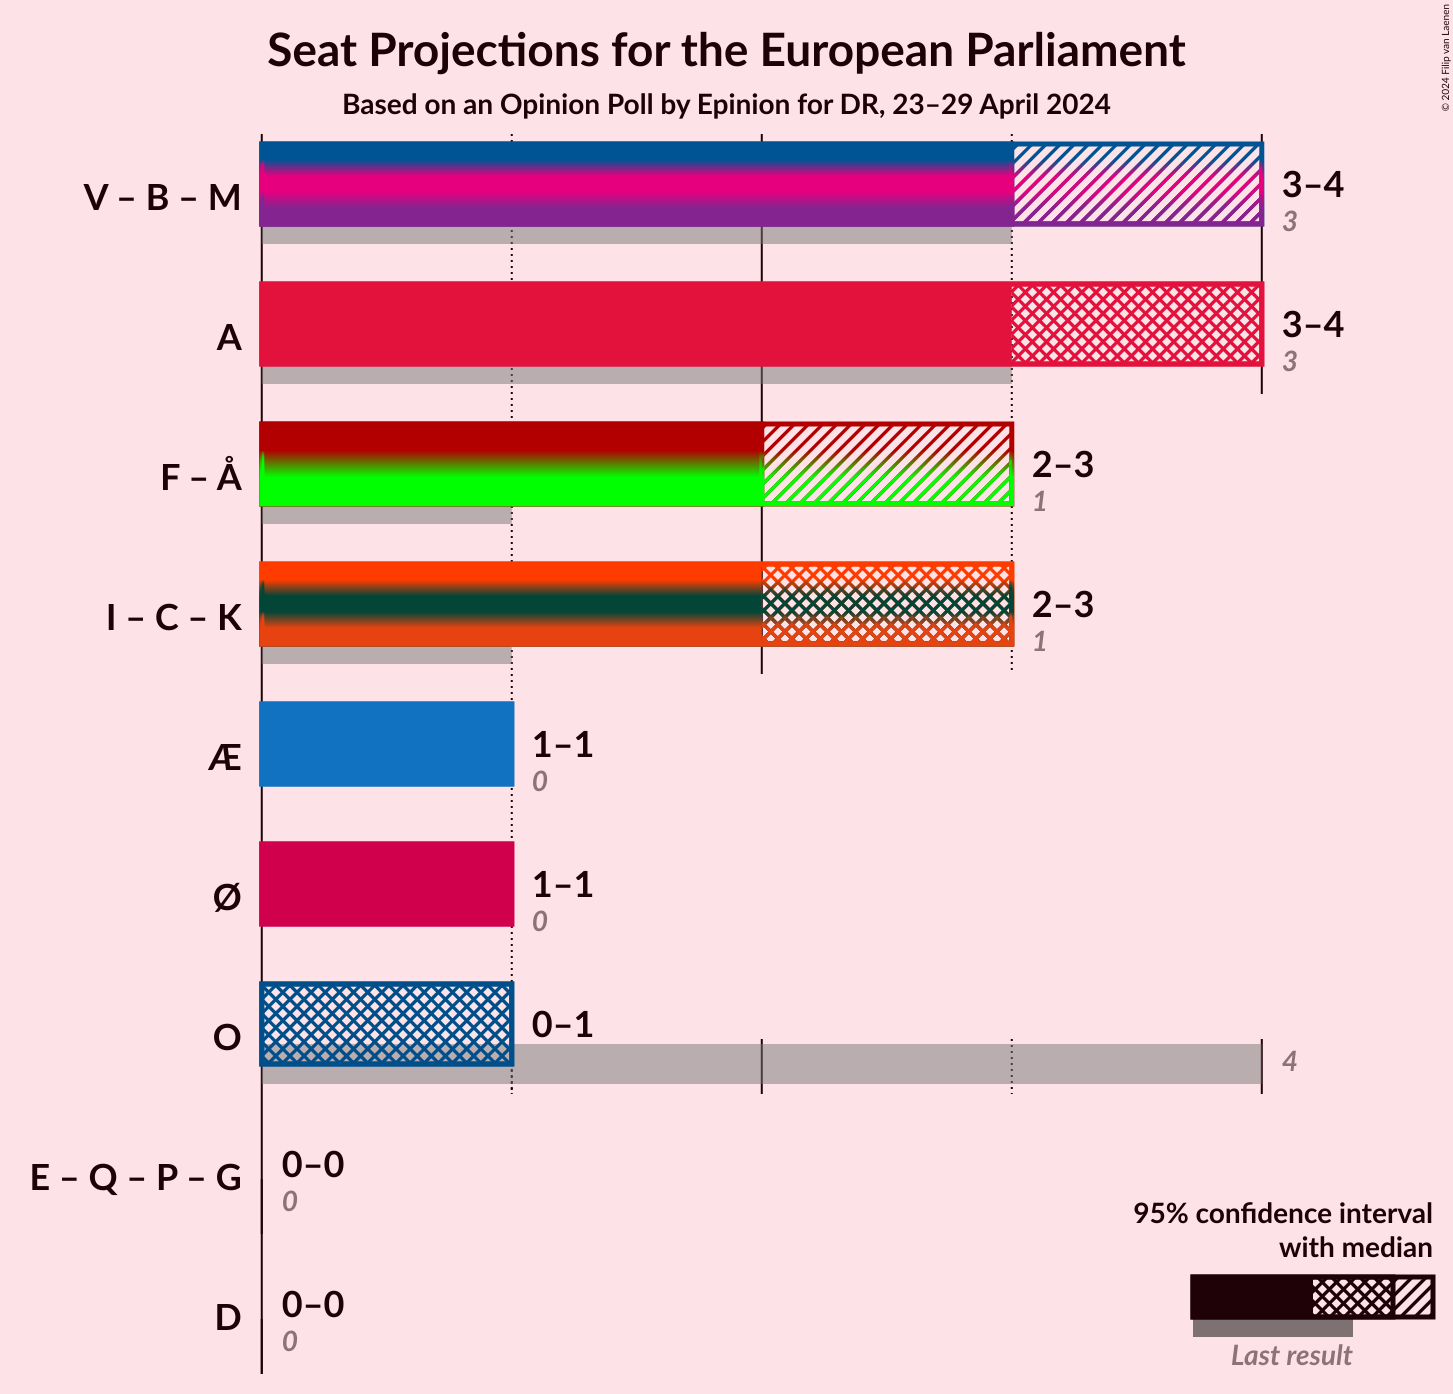 Seat Projections for the European Parliament
Based on an Opinion Poll by Epinion for DR, 23–29 April 2024
© 2024 Filip van Laenen
V – B – M
3–4
3
A
3–4
3
F – Å
2–3
1
I – C – K
2–3
1
Æ
1–1
0
Ø
1–1
0
O
0–1
4
E – Q – P – G
0–0
0
D
0–0
0
95% confidence interval
with median
Last result